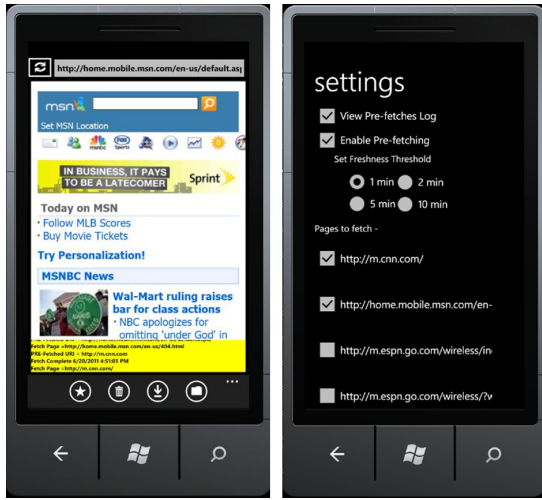 http://home.mobile.msn.com/en-us/default.asp
msn
Set MSN Location
msnbc
FOX Sports
IN BUSINESS, IT PAYS
TO BE A LATECOMER
Sprint
Today on MSN
· Follow MLB Scores
· Buy Movie Tickets
Try Personalization!
MSNBC News
Wal-Mart ruling raises
bar for class actions
· NBC apologizes for
omitting 'under God' in
Fetch Page =http://home.mobile.msn.com/en-us/404.html
PRE-Fetched URI = http://m.cnn.com
Fetch Complete 6/20/2011 4:51:05 PM
Fetch Page =http://m.cnn.com/
settings
View Pre-fetches Log
Enable Pre-fetching
Set Freshness Threshold
1 min 2 min
5 min 10 min
Pages to fetch -
http://m.cnn.com/
http://home.mobile.msn.com/en-
http://m.espn.go.com/wireless/in
http://m.espn.go.com/wireless/?v